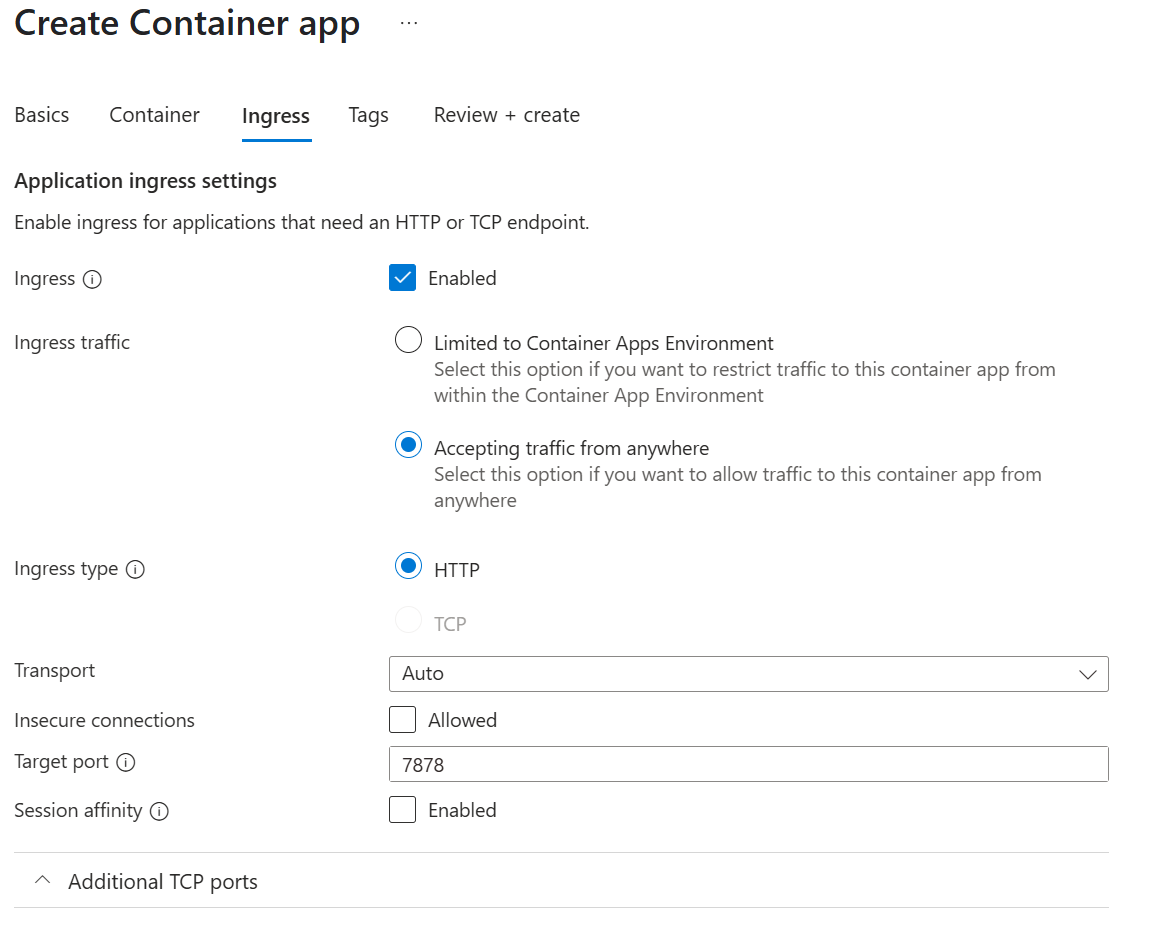 Create Container app ...
Basics Container Ingress Tags Review + create
Application ingress settings
Enable ingress for applications that need an HTTP or TCP endpoint.
Ingress Enabled
Ingress traffic Limited to Container Apps Environment
Select this option if you want to restrict traffic to this container app from
within the Container App Environment
Accepting traffic from anywhere
Select this option if you want to allow traffic to this container app from
anywhere
Ingress type HTTP
TCP
Transport Auto
Insecure connections Allowed
Target port 7878
Session affinity Enabled
Additional TCP ports